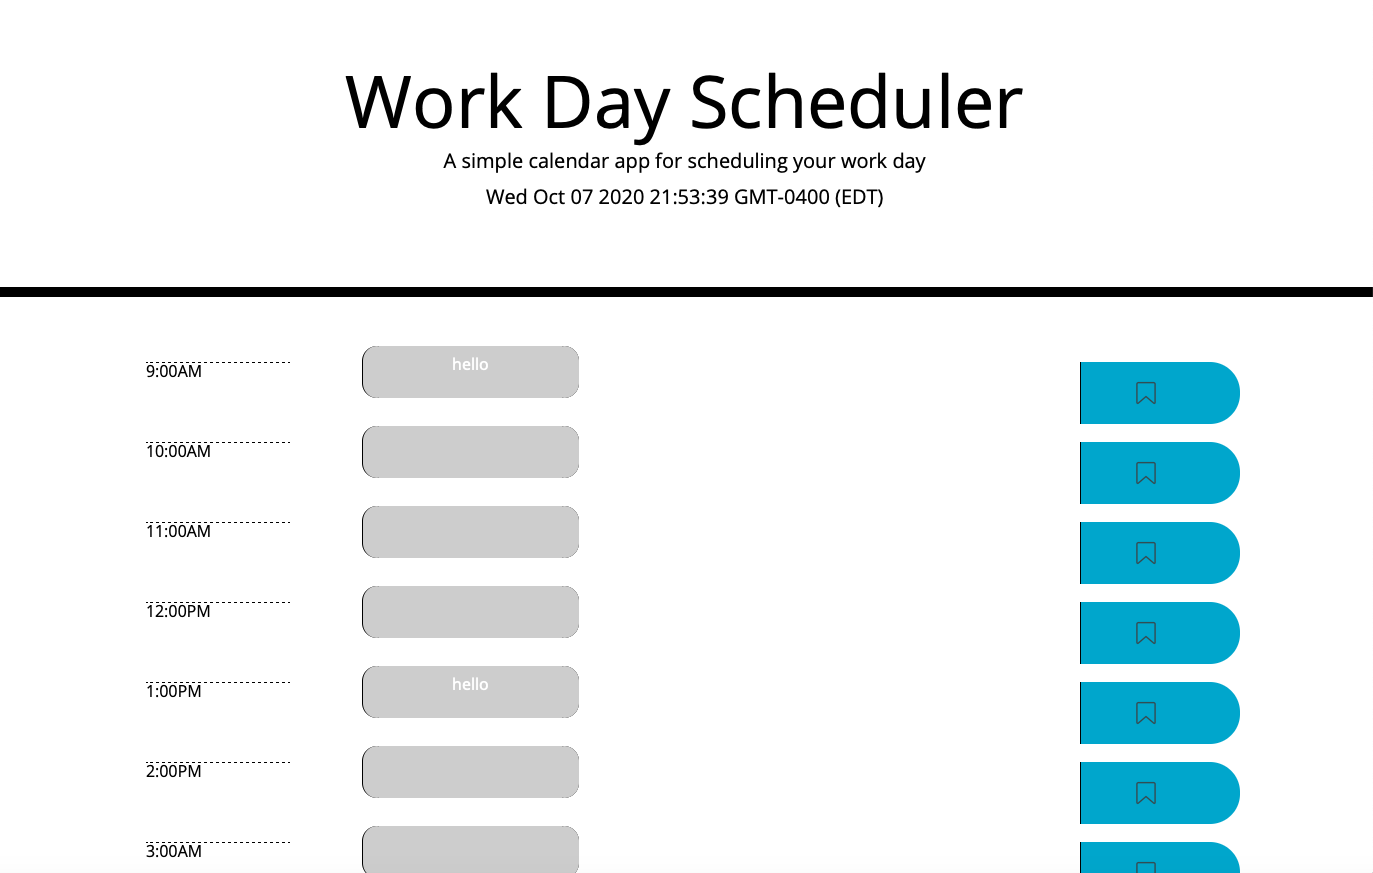 Work Day Scheduler
A simple calendar app for scheduling your work day
Wed Oct 07 2020 21:53:39 GMT-0400 (EDT)
9:00AM
hello
10:00AM
11:00AM
12:00PM
1:00PM
hello
2:00PM
3:00AM